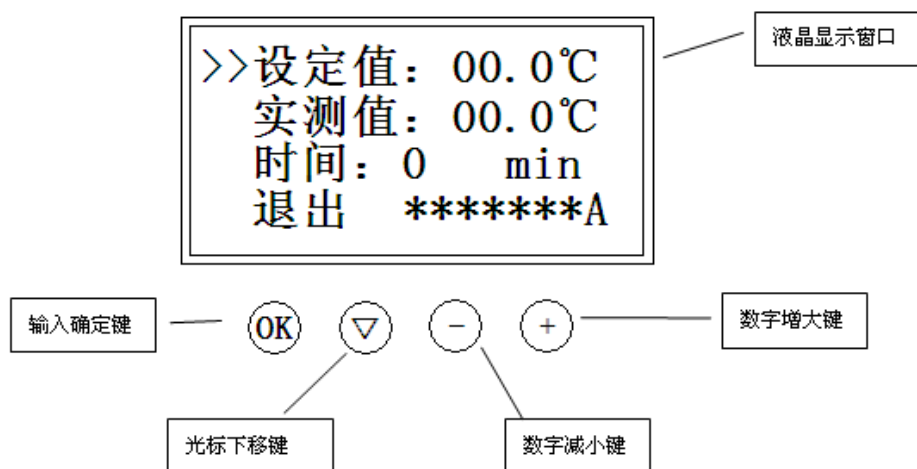 液晶显示窗口
>>设定值：00.0℃
实测值：00.0℃
时间：0 min
退出 *******A
输入确定键
OK
▽
-
+
数字增大键
光标下移键
数字减小键